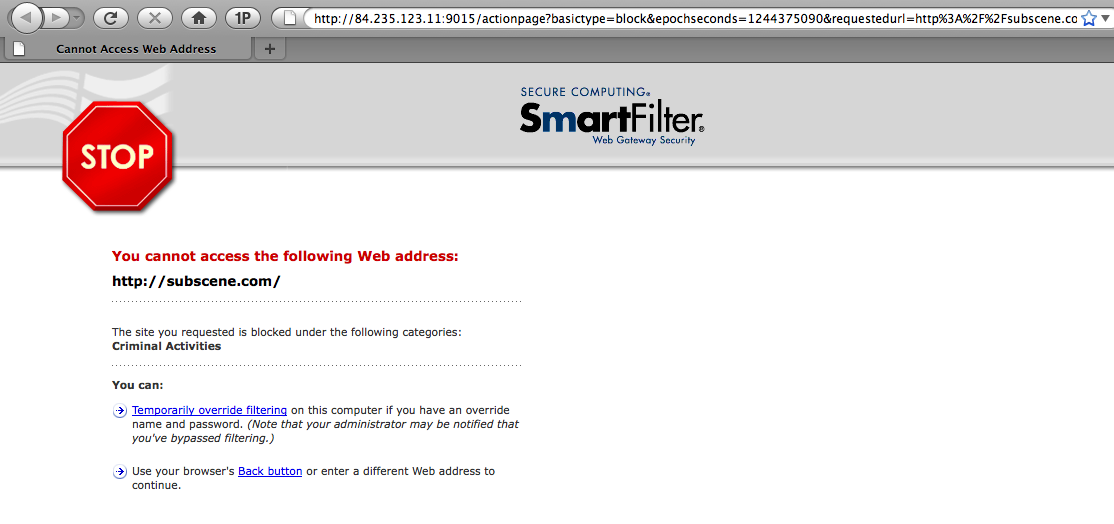 1P
http://84.235.123.11:9015/actionpage?basictype=block&epochseconds=1244375090&requestedurl=http%3A%2F%2Fsubscene.co
Cannot Access Web Address
+
SECURE COMPUTING®
SmartFilter®
Web Gateway Security
STOP
You cannot access the following Web address:
http://subscene.com/
The site you requested is blocked under the following categories:
Criminal Activities
You can:
Temporarily override filtering on this computer if you have an override
name and password. (Note that your administrator may be notified that
you've bypassed filtering.)
Use your browser's Back button or enter a different Web address to
continue.